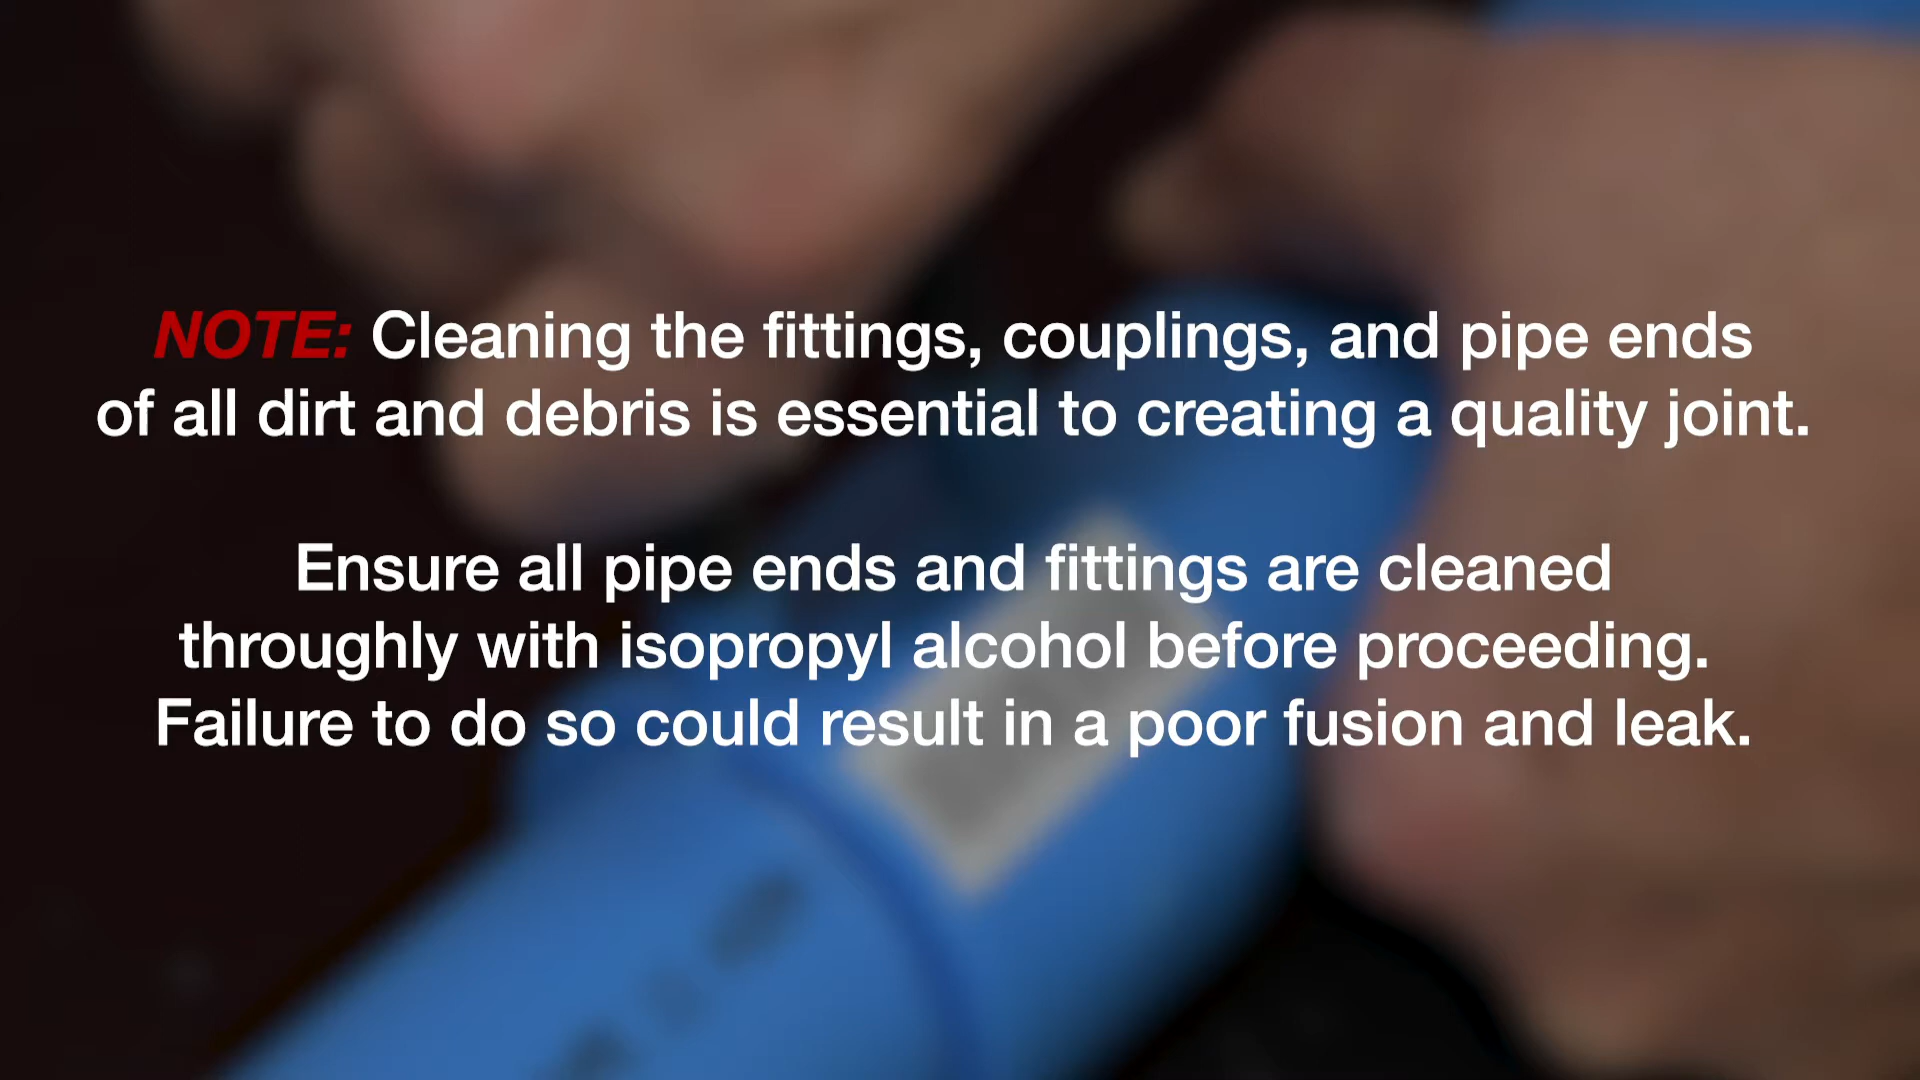 NOTE: Cleaning the fittings, couplings, and pipe ends
of all dirt and debris is essential to creating a quality joint.
Ensure all pipe ends and fittings are cleaned
throughly with isopropyl alcohol before proceeding.
Failure to do so could result in a poor fusion and leak.